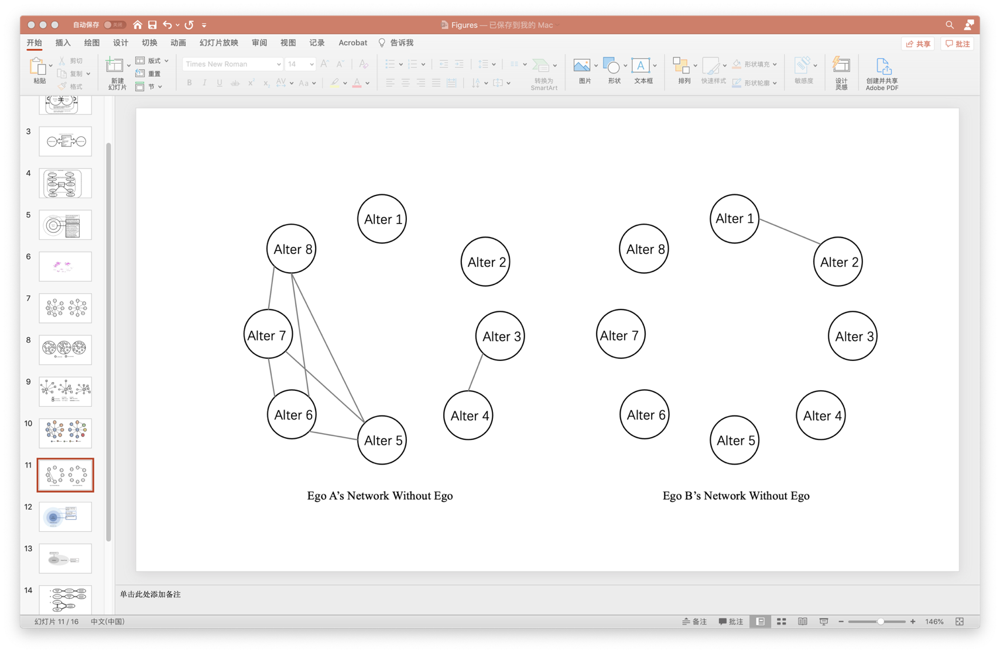 自动保存 关闭 Figures — 已保存到我的 Mac
开始 插入 绘图 设计 切换 动画 幻灯片放映 审阅 视图 记录 Acrobat 告诉我 共享 批注
粘贴 剪切 复制 格式
新建
幻灯片
版式 重置 节
Times New Roman 14
转换为
SmartArt
图片 形状 文本框 排列 快速样式 形状填充 形状轮廓 敏感度
设计
灵感
创建并共享
Adobe PDF
3
4
5
6
7
8
9
10
11
12
13
14
Alter 1
Alter 8
Alter 2
Alter 7
Alter 3
Alter 6
Alter 4
Alter 5
Ego A’s Network Without Ego
Alter 1
Alter 8
Alter 2
Alter 7
Alter 3
Alter 6
Alter 4
Alter 5
Ego B’s Network Without Ego
单击此处添加备注
幻灯片 11 / 16 中文(中国) 备注 批注 146%